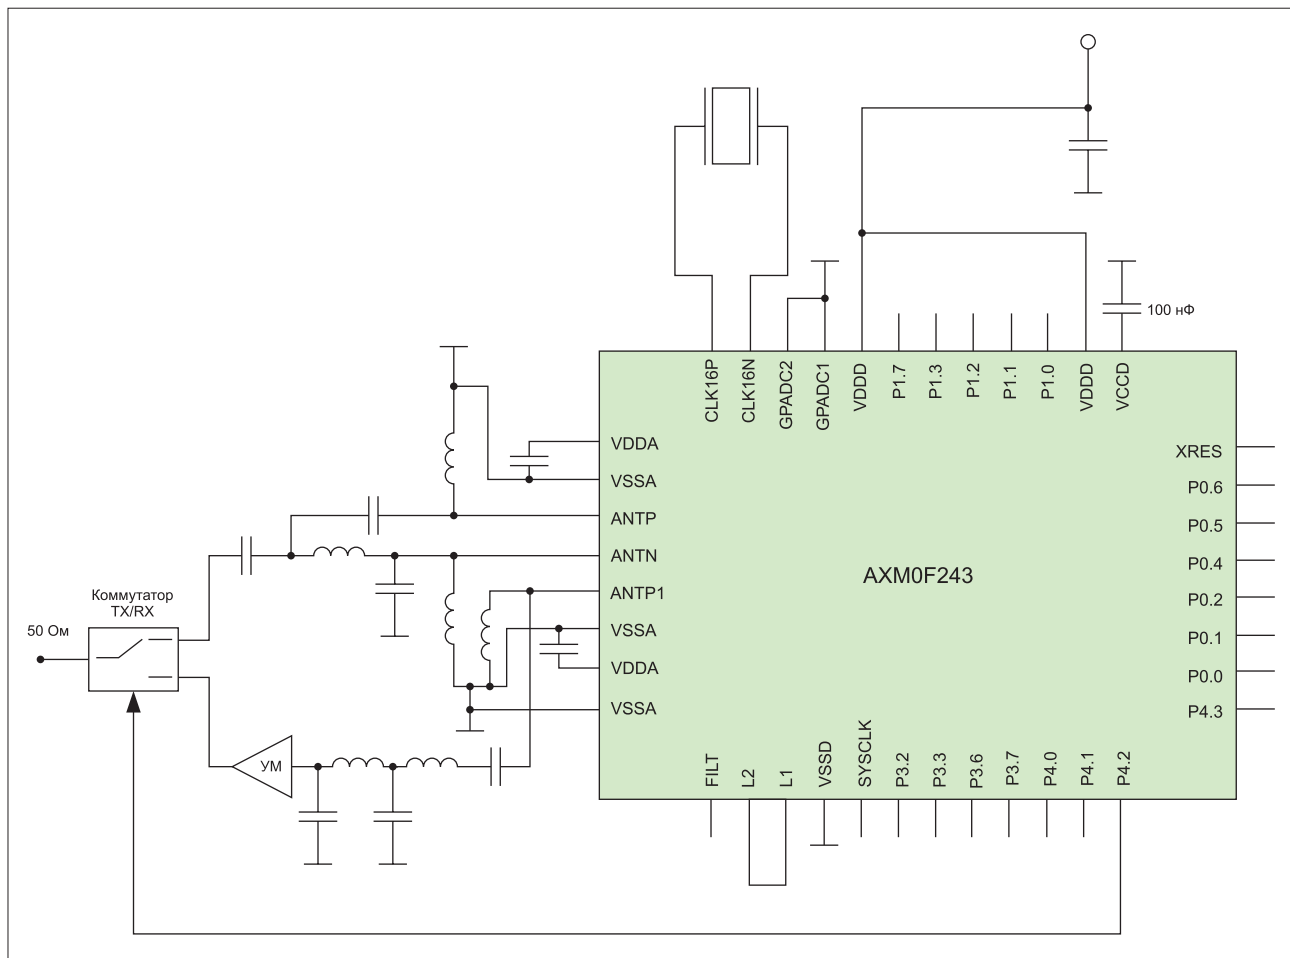 100 нФ
CLK16P
CLK16N
GPADC2
GPADC1
VDDD
P1.7
P1.3
P1.2
P1.1
P1.0
VDDD
VCCD
VDDA
VSSA
ANTP
ANTN
ANTP1
VSSA
VDDA
VSSA
AXM0F243
XRES
P0.6
P0.5
P0.4
P0.2
P0.1
P0.0
P4.3
Коммутатор
TX/RX
50 Ом
УМ
FILT
L2
L1
VSSD
SYSCLK
P3.2
P3.3
P3.6
P3.7
P4.0
P4.1
P4.2